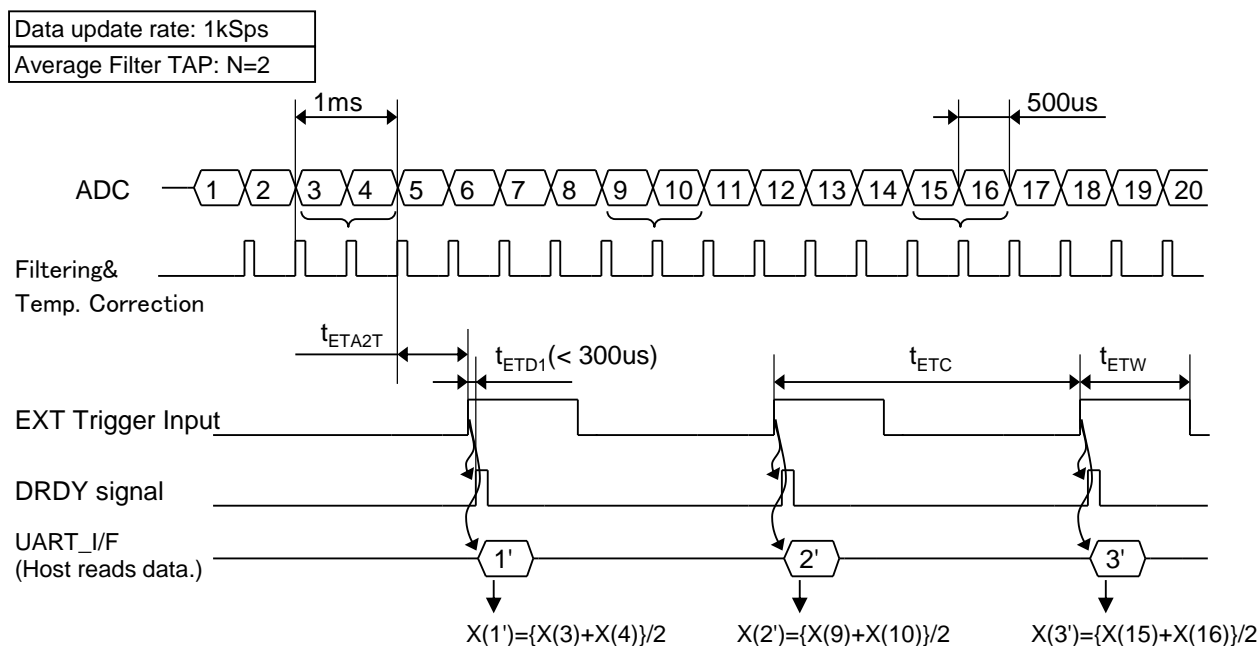 Data update rate: 1kSps
Average Filter TAP: N=2
1ms
500us
ADC
1 2 3 4 5 6 7 8 9 10 11 12 13 14 15 16 17 18 19 20
Filtering&
Temp. Correction
tETA2T
tETD1(< 300us)
tETC
tETW
EXT Trigger Input
DRDY signal
UART_I/F
(Host reads data.)
1' 2' 3'
X(1')={X(3)+X(4)}/2 X(2')={X(9)+X(10)}/2 X(3')={X(15)+X(16)}/2